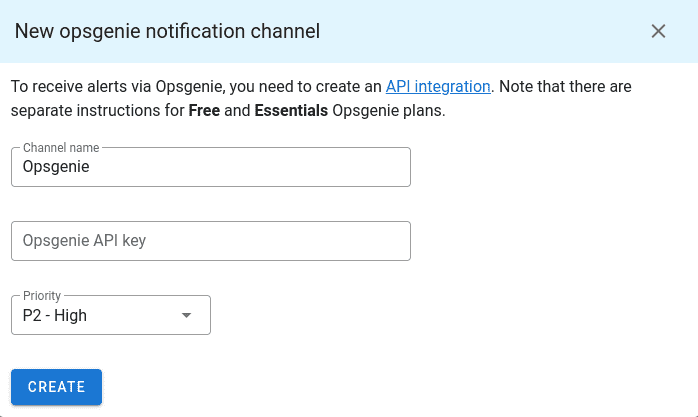 New opsgenie notification channel
To receive alerts via Opsgenie, you need to create an API integration. Note that there are
separate instructions for Free and Essentials Opsgenie plans.
Channel name
Opsgenie
Opsgenie API key
Priority
P2 - High
CREATE